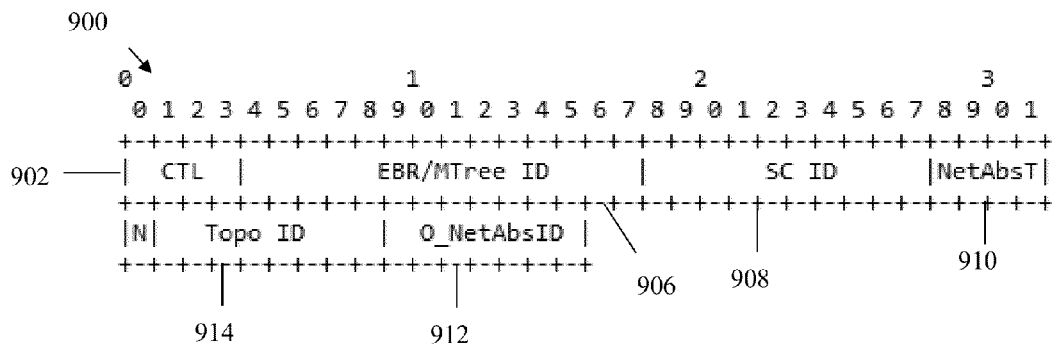 900
0 1 2 3
0 1 2 3 4 5 6 7 8 9 0 1 2 3 4 5 6 7 8 9 0 1 2 3 4 5 6 7 8 9 0 1
+-+-+-+-+-+-+-+-+-+-+-+-+-+-+-+-+-+-+-+-+-+-+-+-+-+-+-+-+-+-+-+-+
902 | CTL | EBR/MTree ID | SC ID |NetAbsT|
+-+-+-+-+-+-+-+-+-+-+-+-+-+-+-+-+-+-+-+-+-+-+-+-+-+-+-+-+-+-+-+-+
|N| Topo ID | O_NetAbsID |
+-+-+-+-+-+-+-+-+-+-+-+-+-+-+-+-+
906 908 910
914 912